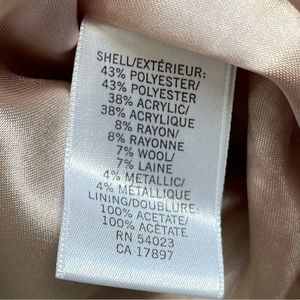 SHELL/EXTÉRIEUR:
43% POLYESTER/
43% POLYESTER
38% ACRYLIC/
38% ACRYLIQUE
8% RAYON/
8% RAYONNE
7% WOOL/
7% LAINE
4% METALLIC/
4% MÉTALLIQUE
LINING/DOUBLURE:
100% ACETATE/
100% ACÉTATE
RN 54023
CA 17897